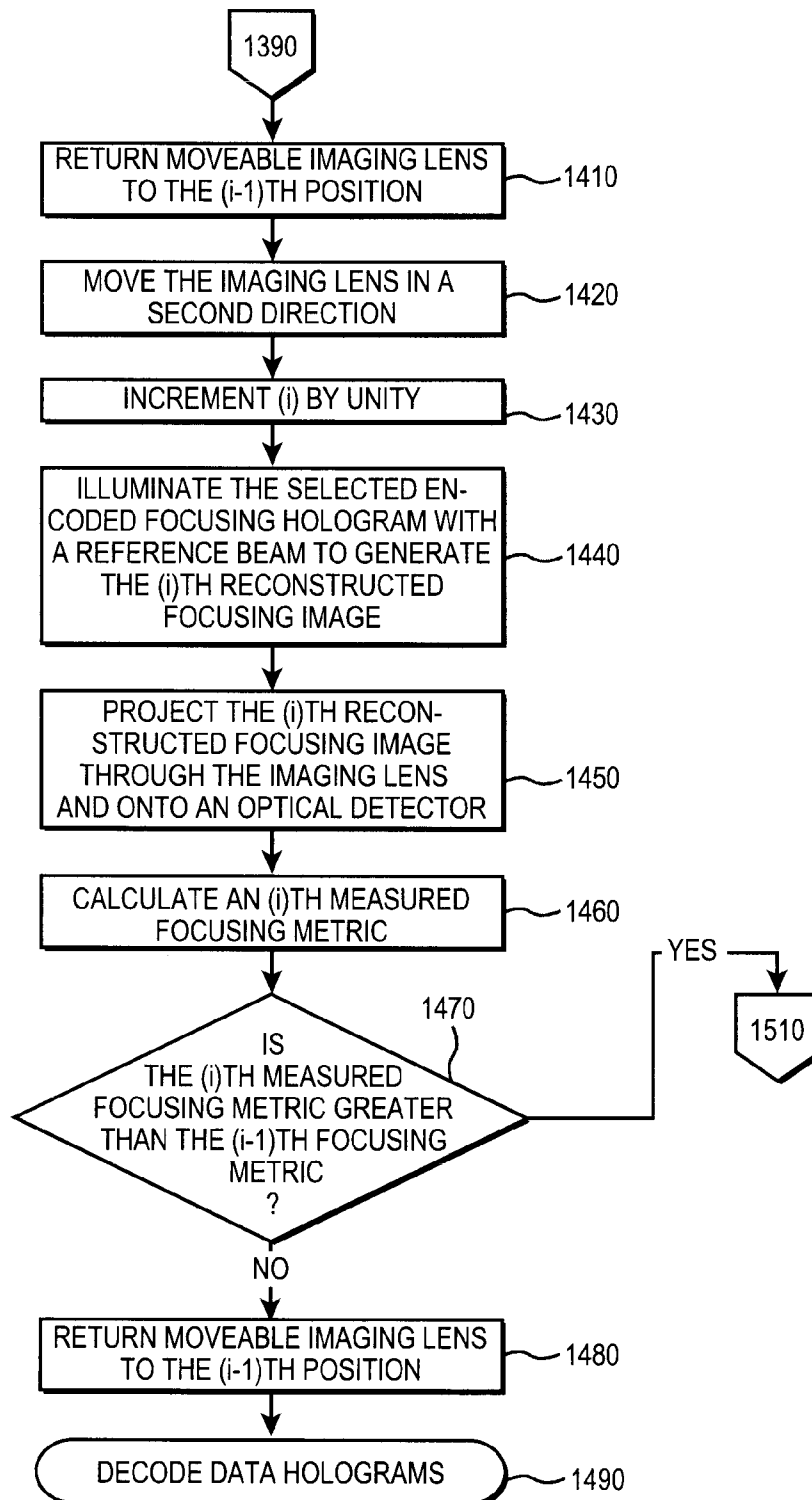 1390
RETURN MOVEABLE IMAGING LENS
TO THE (i-1)TH POSITION
1410
MOVE THE IMAGING LENS IN A
SECOND DIRECTION
1420
INCREMENT (i) BY UNITY
1430
ILLUMINATE THE SELECTED EN-
CODED FOCUSING HOLOGRAM WITH
A REFERENCE BEAM TO GENERATE
THE (i)TH RECONSTRUCTED
FOCUSING IMAGE
1440
PROJECT THE (i)TH RECON-
STRUCTED FOCUSING IMAGE
THROUGH THE IMAGING LENS
AND ONTO AN OPTICAL DETECTOR
1450
CALCULATE AN (i)TH MEASURED
FOCUSING METRIC
1460
YES
1510
1470
IS
THE (i)TH MEASURED
FOCUSING METRIC GREATER
THAN THE (i-1)TH FOCUSING
METRIC
?
NO
RETURN MOVEABLE IMAGING LENS
TO THE (i-1)TH POSITION
1480
DECODE DATA HOLOGRAMS
1490